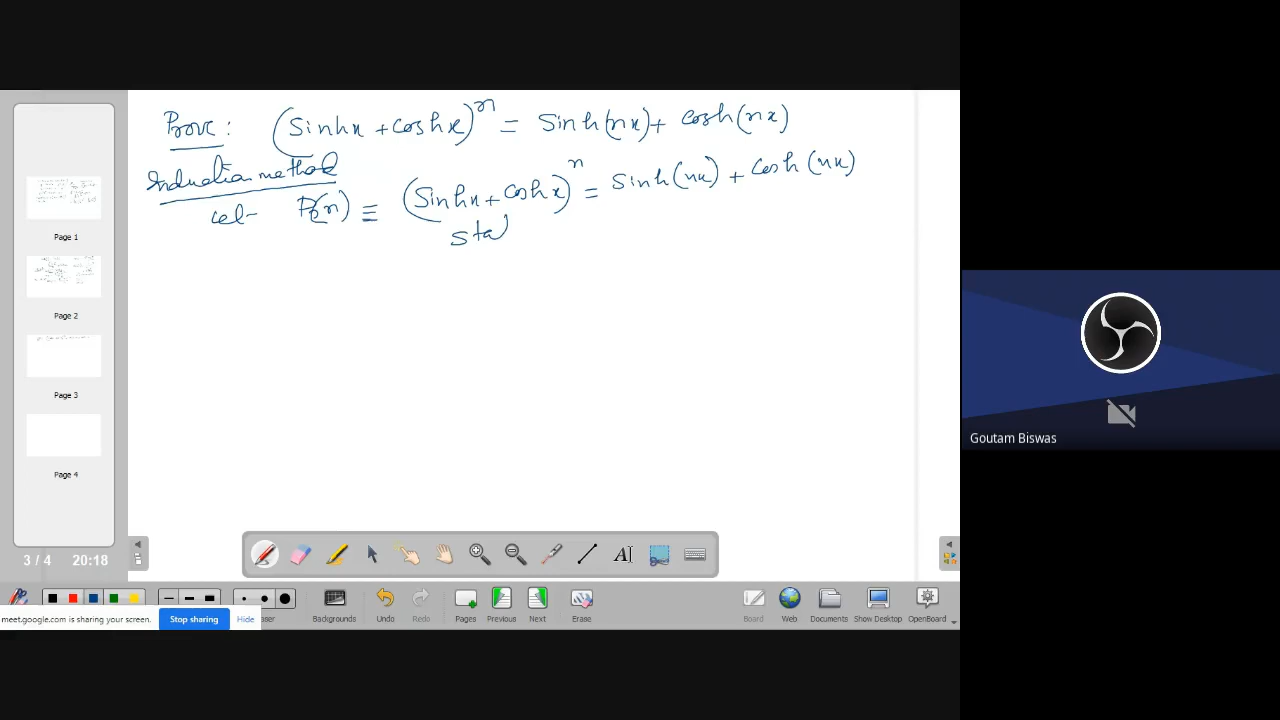 Prove : (Sinhx + coshx)^n = Sinh(nx) + cosh(nx)
Induction method
Let P(n) ≡ (Sinhx + coshx)^n = Sinh(nx) + cosh(nx)
Sta
Page 1
Page 2
Page 3
Page 4
3 / 4 20:18
Goutam Biswas
Backgrounds Undo Redo Pages Previous Next Erase Board Web Documents Show Desktop OpenBoard
meet.google.com is sharing your screen. Stop sharing Hide